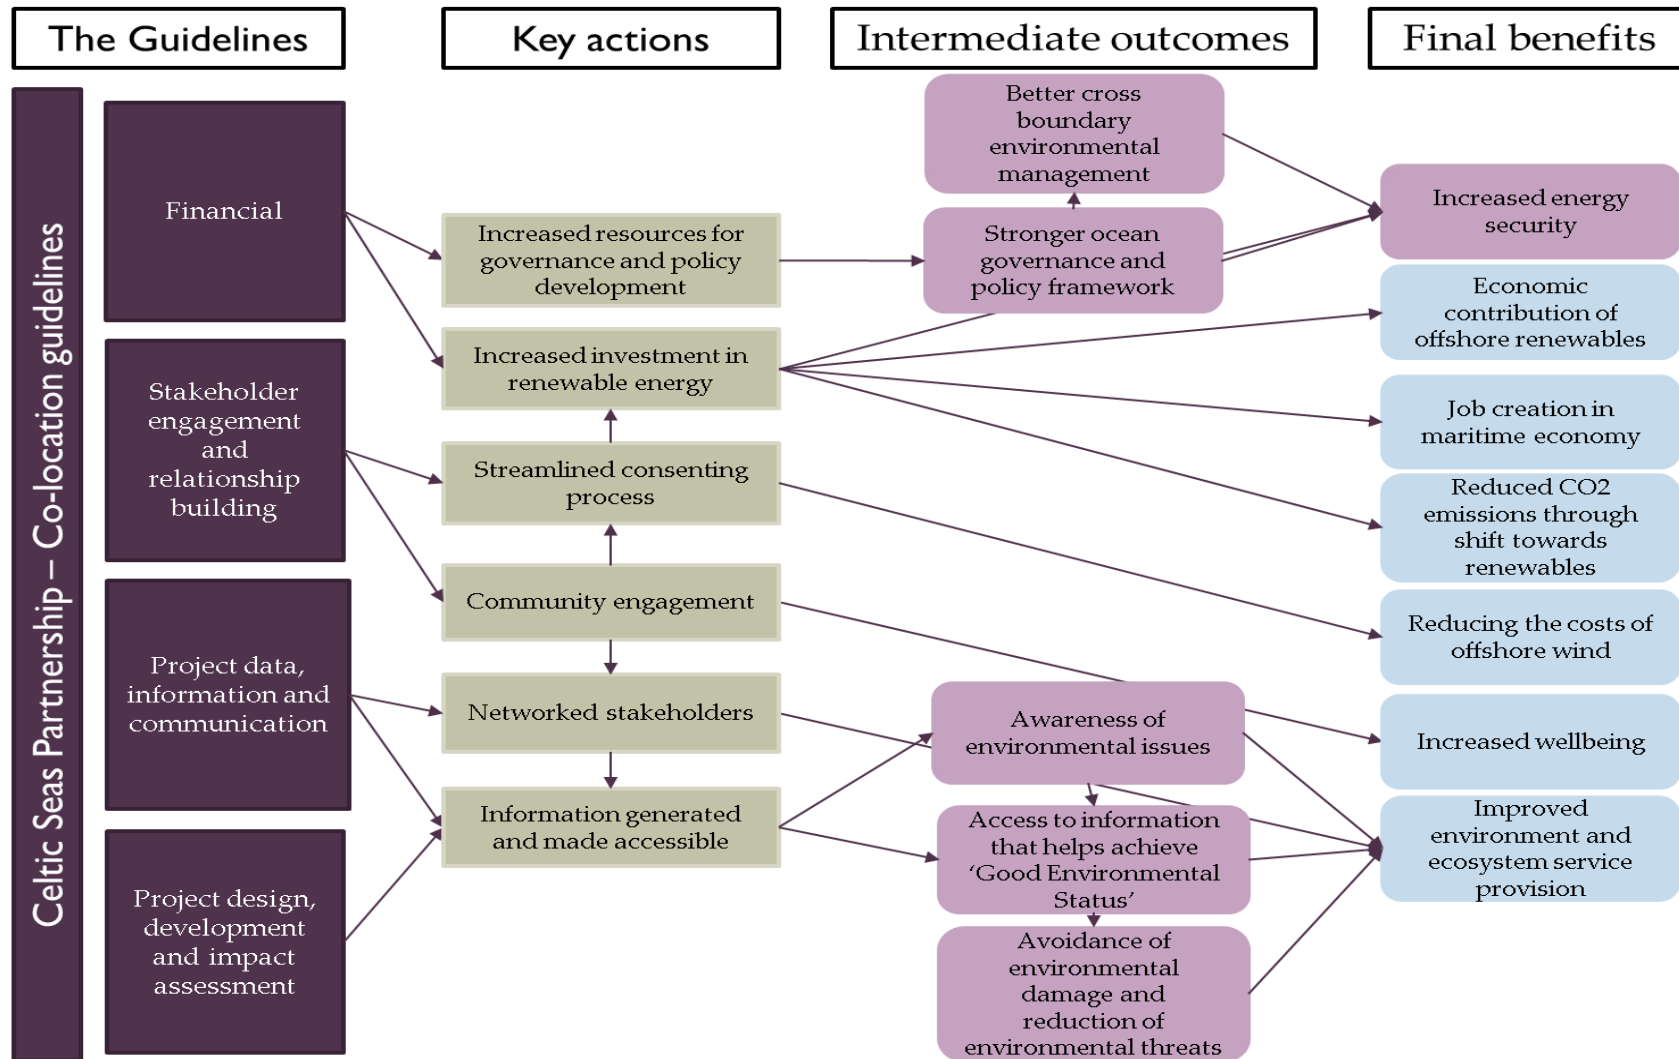 The Guidelines
Key actions
Intermediate outcomes
Final benefits
Celtic Seas Partnership – Co-location guidelines
Financial
Stakeholder
engagement
and
relationship
building
Project data,
information and
communication
Project design,
development
and impact
assessment
Increased resources for
governance and policy
development
Increased investment in
renewable energy
Streamlined consenting
process
Community engagement
Networked stakeholders
Information generated
and made accessible
Better cross
boundary
environmental
management
Stronger ocean
governance and
policy framework
Awareness of
environmental issues
Access to information
that helps achieve
‘Good Environmental
Status’
Avoidance of
environmental
damage and
reduction of
environmental threats
Increased energy
security
Economic
contribution of
offshore renewables
Job creation in
maritime economy
Reduced CO2
emissions through
shift towards
renewables
Reducing the costs of
offshore wind
Increased wellbeing
Improved
environment and
ecosystem service
provision